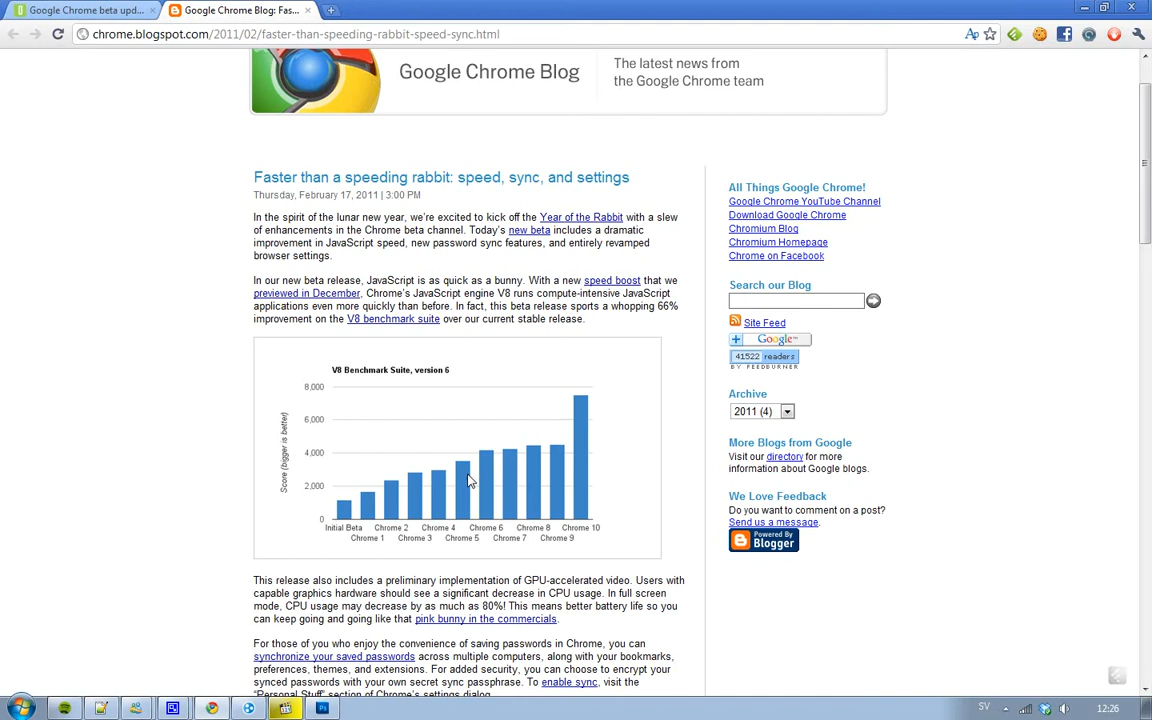 Google Chrome beta upd...
Google Chrome Blog: Fas...
chrome.blogspot.com/2011/02/faster-than-speeding-rabbit-speed-sync.html
Google Chrome Blog
The latest news from
the Google Chrome team
Faster than a speeding rabbit: speed, sync, and settings
Thursday, February 17, 2011 | 3:00 PM
In the spirit of the lunar new year, we're excited to kick off the Year of the Rabbit with a slew
of enhancements in the Chrome beta channel. Today's new beta includes a dramatic
improvement in JavaScript speed, new password sync features, and entirely revamped
browser settings.
In our new beta release, JavaScript is as quick as a bunny. With a new speed boost that we
previewed in December, Chrome's JavaScript engine V8 runs compute-intensive JavaScript
applications even more quickly than before. In fact, this beta release sports a whopping 66%
improvement on the V8 benchmark suite over our current stable release.
V8 Benchmark Suite, version 6
Score (bigger is better)
8,000
6,000
4,000
2,000
0
Initial Beta Chrome 2 Chrome 4 Chrome 6 Chrome 8 Chrome 10
Chrome 1 Chrome 3 Chrome 5 Chrome 7 Chrome 9
This release also includes a preliminary implementation of GPU-accelerated video. Users with
capable graphics hardware should see a significant decrease in CPU usage. In full screen
mode, CPU usage may decrease by as much as 80%! This means better battery life so you
can keep going and going like that pink bunny in the commercials.
For those of you who enjoy the convenience of saving passwords in Chrome, you can
synchronize your saved passwords across multiple computers, along with your bookmarks,
preferences, themes, and extensions. For added security, you can choose to encrypt your
synced passwords with your own secret sync passphrase. To enable sync, visit the
"Personal Stuff" section of Chrome's settings dialog.
All Things Google Chrome!
Google Chrome YouTube Channel
Download Google Chrome
Chromium Blog
Chromium Homepage
Chrome on Facebook
Search our Blog
Site Feed
Google™
41522 readers
BY FEEDBURNER
Archive
2011 (4)
More Blogs from Google
Visit our directory for more
information about Google blogs.
We Love Feedback
Do you want to comment on a post?
Send us a message.
Powered By
Blogger
SV
12:26